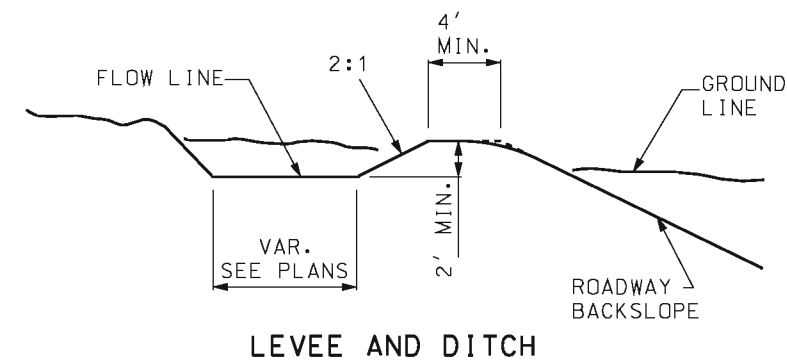 4'
MIN.
2:1
FLOW LINE
GROUND
LINE
VAR.
SEE PLANS
2' MIN.
ROADWAY
BACKSLOPE
LEVEE AND DITCH